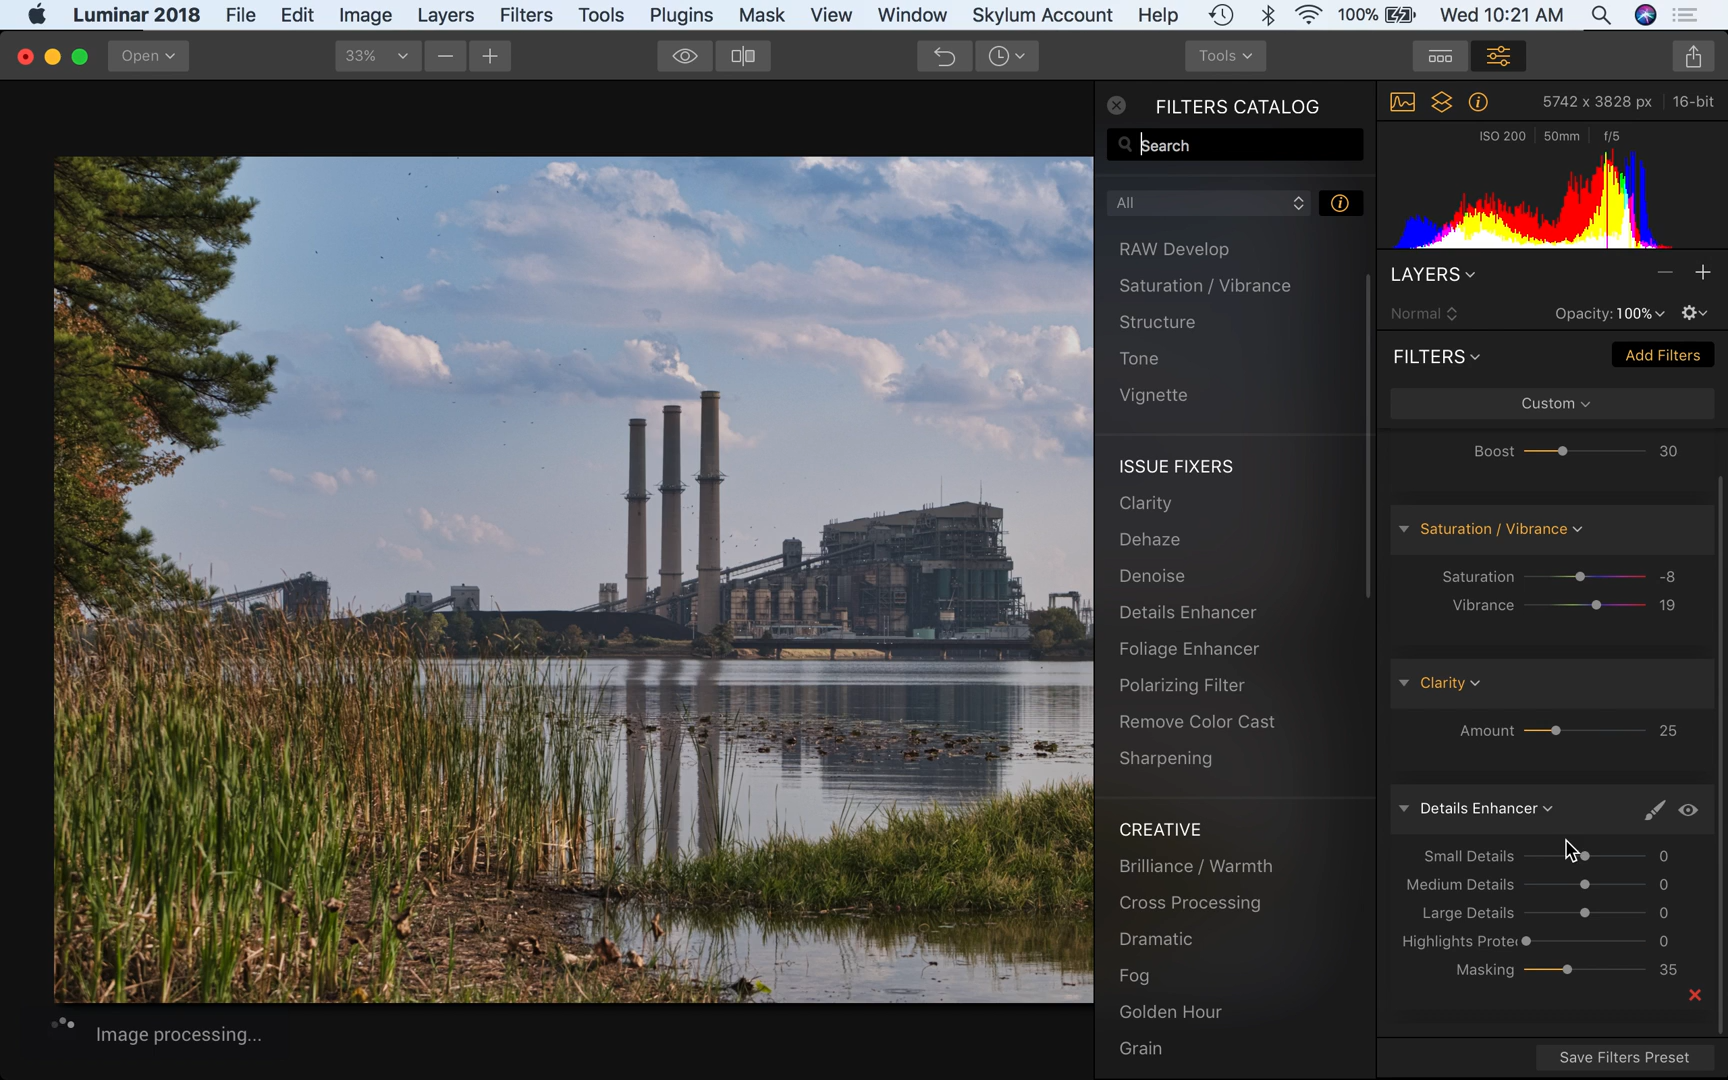 Luminar 2018 File Edit Image Layers Filters Tools Plugins Mask View Window Skylum Account Help 100% Wed 10:21 AM
Open 33% Tools
FILTERS CATALOG
Search
All
RAW Develop
Saturation / Vibrance
Structure
Tone
Vignette
ISSUE FIXERS
Clarity
Dehaze
Denoise
Details Enhancer
Foliage Enhancer
Polarizing Filter
Remove Color Cast
Sharpening
CREATIVE
Brilliance / Warmth
Cross Processing
Dramatic
Fog
Golden Hour
Grain
5742 x 3828 px 16-bit
ISO 200 50mm f/5
LAYERS
Normal Opacity: 100%
FILTERS Add Filters
Custom
Boost 30
Saturation / Vibrance
Saturation -8
Vibrance 19
Clarity
Amount 25
Details Enhancer
Small Details 0
Medium Details 0
Large Details 0
Highlights Protec 0
Masking 35
Save Filters Preset
Image processing...